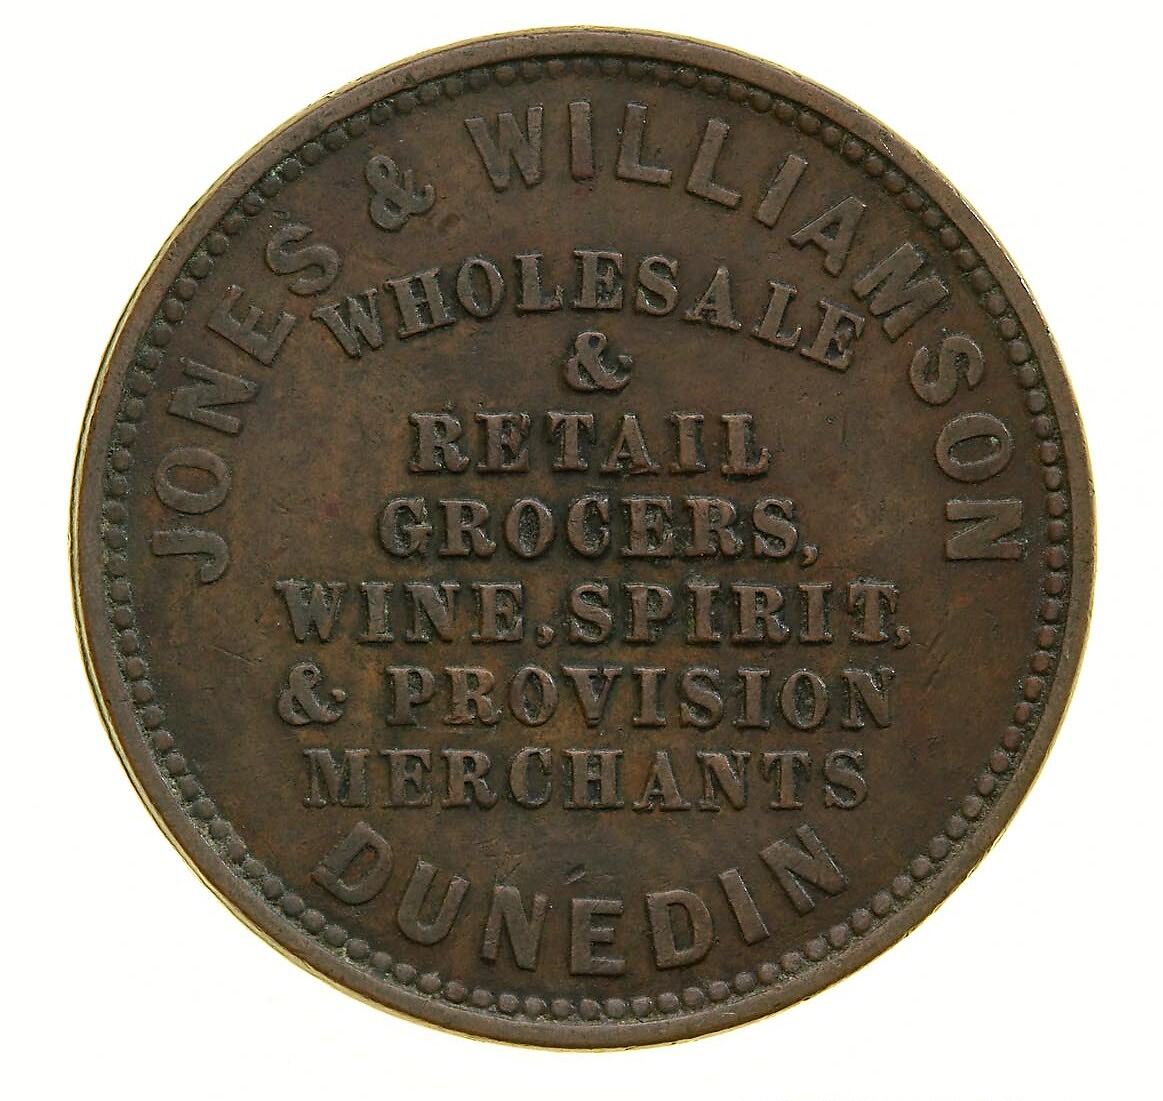 JONES & WILLIAMSON
WHOLESALE
&
RETAIL
GROCERS,
WINE, SPIRIT,
& PROVISION
MERCHANTS
DUNEDIN